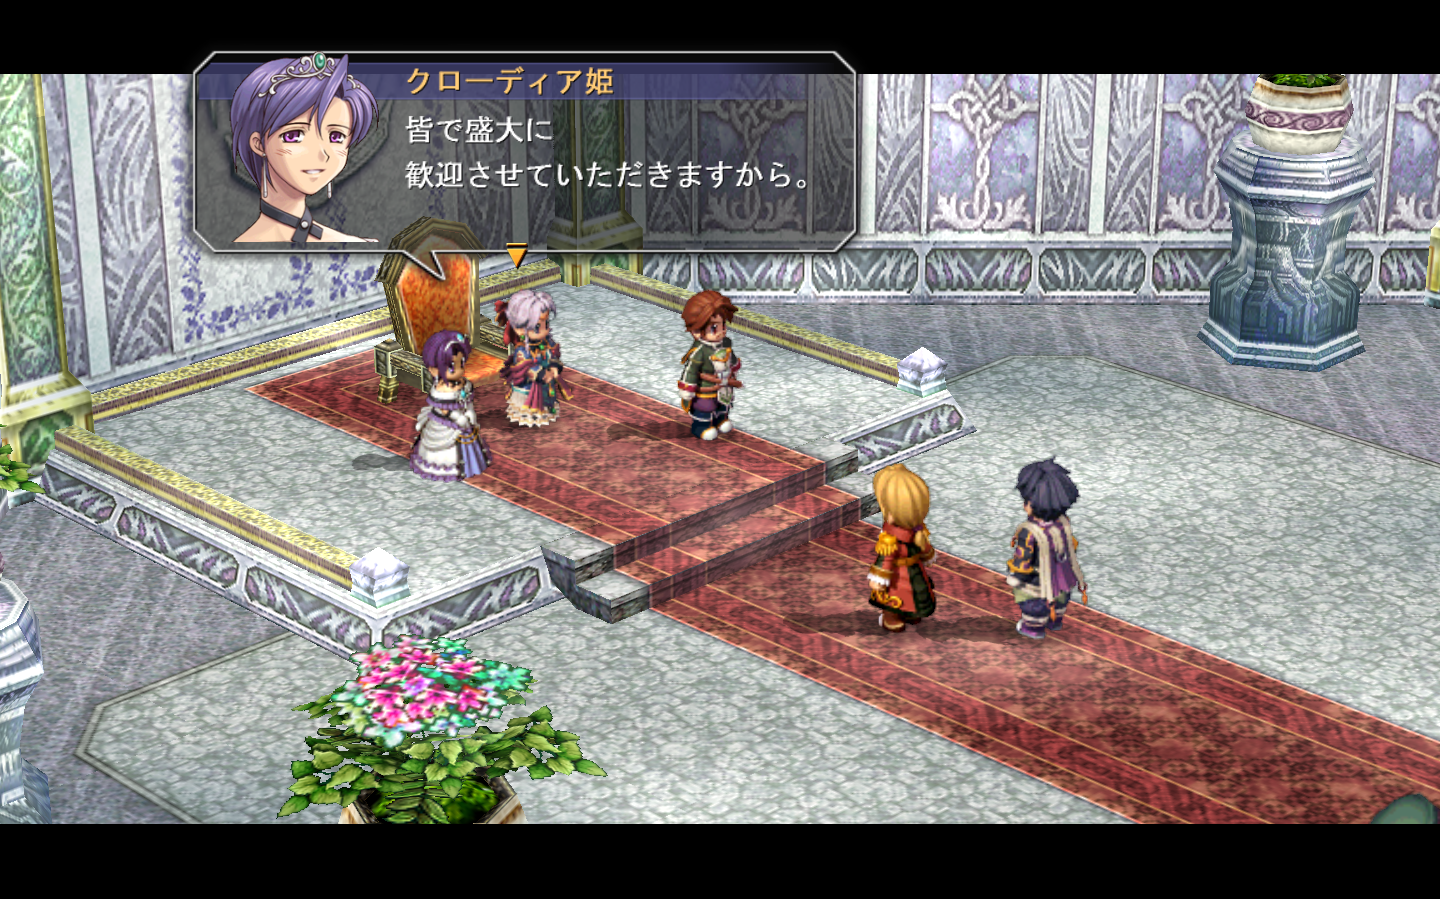 クローディア姫
皆で盛大に
歓迎させていただきますから。